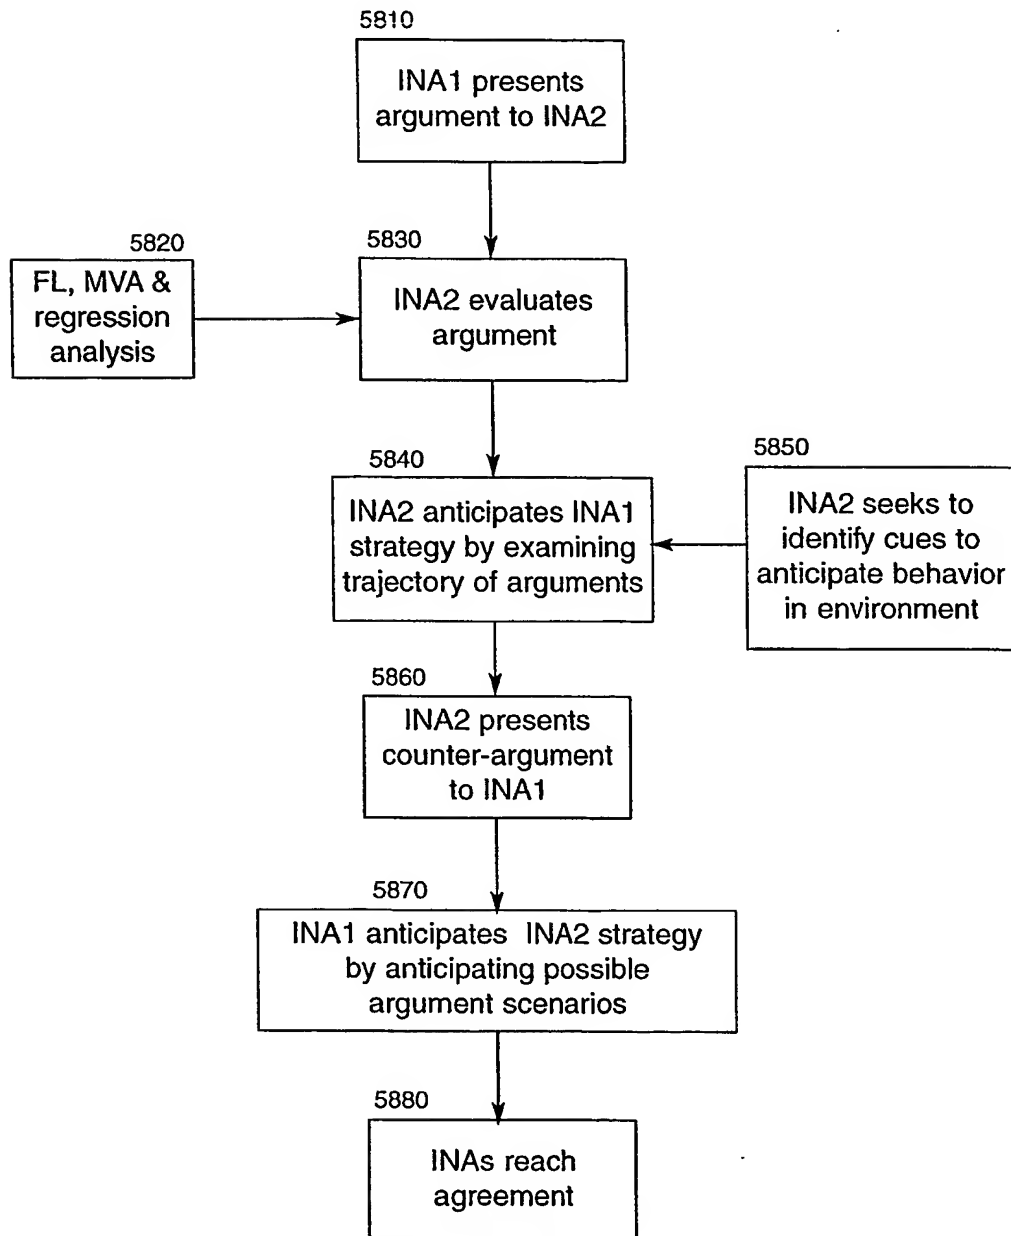 5810
INA1 presents
argument to INA2
5820
FL, MVA &
regression
analysis
5830
INA2 evaluates
argument
5840
INA2 anticipates INA1
strategy by examining
trajectory of arguments
5850
INA2 seeks to
identify cues to
anticipate behavior
in environment
5860
INA2 presents
counter-argument
to INA1
5870
INA1 anticipates INA2 strategy
by anticipating possible
argument scenarios
5880
INAs reach
agreement